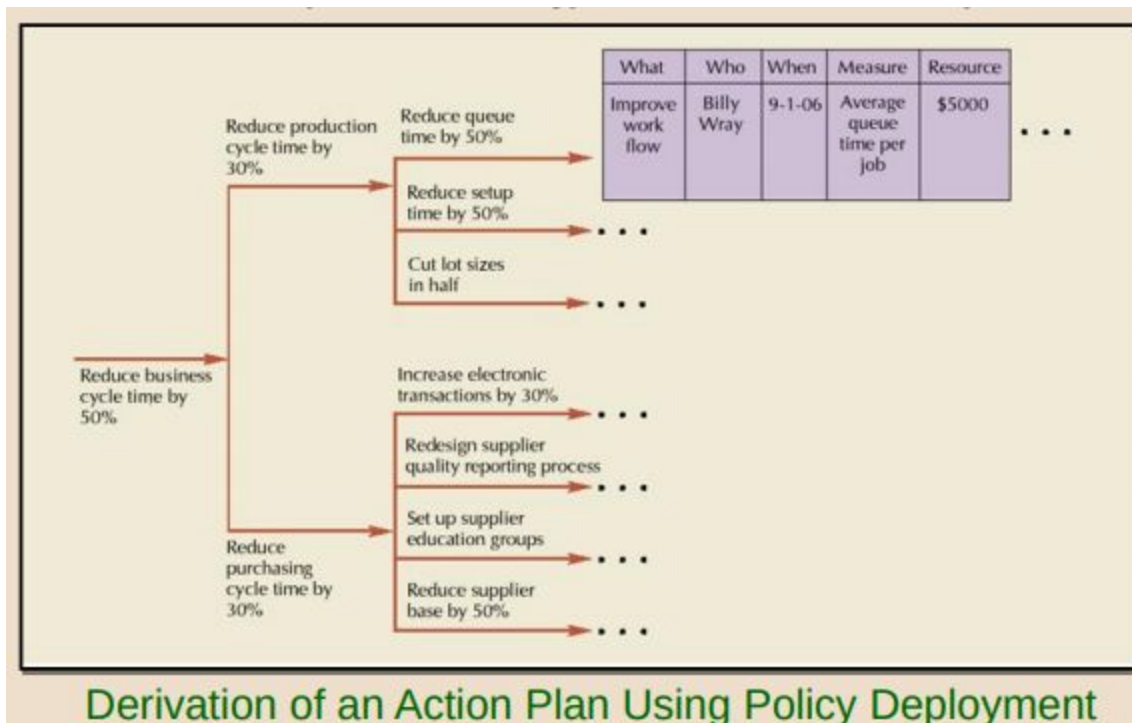 What Who When Measure Resource
Improve Billy 9-1-06 Average $5000
work Wray queue
flow time per
job
Reduce production
cycle time by
30%
Reduce queue
time by 50%
Reduce setup
time by 50%
Cut lot sizes
in half
Reduce business
cycle time by
50%
Increase electronic
transactions by 30%
Redesign supplier
quality reporting process
Set up supplier
education groups
Reduce
purchasing
cycle time by
30%
Reduce supplier
base by 50%
Derivation of an Action Plan Using Policy Deployment